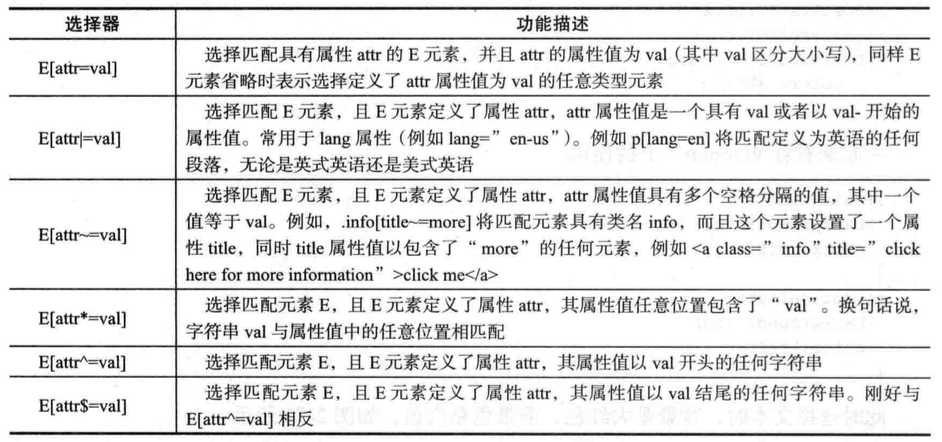 选择器 功能描述
E[attr=val] 选择匹配具有属性 attr 的 E 元素，并且 attr 的属性值为 val（其中 val 区分大小写），同样 E
元素省略时表示选择定义了 attr 属性值为 val 的任意类型元素
E[attr|=val] 选择匹配 E 元素，且 E 元素定义了属性 attr，attr 属性值是一个具有 val 或者以 val- 开始的
属性值。常用于 lang 属性（例如 lang=”en-us”）。例如 p[lang=en] 将匹配定义为英语的任何
段落，无论是英式英语还是美式英语
E[attr~=val] 选择匹配 E 元素，且 E 元素定义了属性 attr，attr 属性值具有多个空格分隔的值，其中一个
值等于 val。例如，.info[title~=more] 将匹配元素具有类名 info，而且这个元素设置了一个属
性 title，同时 title 属性值以包含了“more”的任何元素，例如 <a class=”info” title=”click
here for more information”>click me</a>
E[attr*=val] 选择匹配元素 E，且 E 元素定义了属性 attr，其属性值任意位置包含了“val”。换句话说，
字符串 val 与属性值中的任意位置相匹配
E[attr^=val] 选择匹配元素 E，且 E 元素定义了属性 attr，其属性值以 val 开头的任何字符串
E[attr$=val] 选择匹配元素 E，且 E 元素定义了属性 attr，其属性值以 val 结尾的任何字符串。刚好与
E[attr^=val] 相反